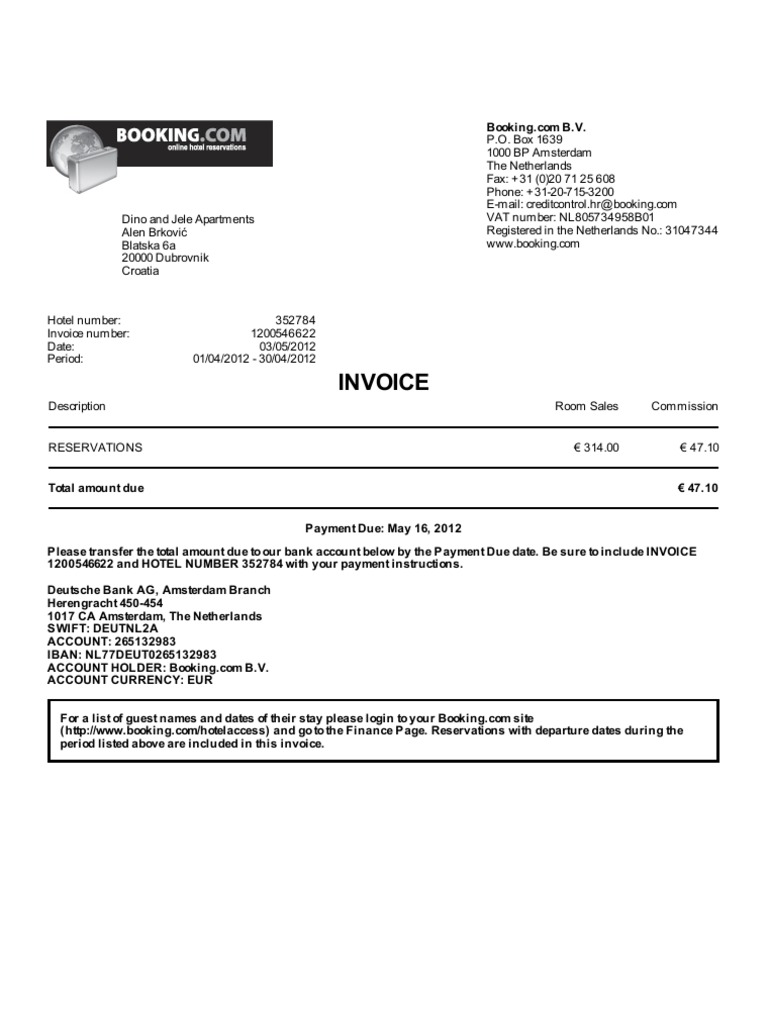 BOOKING.COM
online hotel reservations
Booking.com B.V.
P.O. Box 1639
1000 BP Amsterdam
The Netherlands
Fax: +31 (0)20 71 25 608
Phone: +31-20-715-3200
E-mail: creditcontrol.hr@booking.com
VAT number: NL805734958B01
Registered in the Netherlands No.: 31047344
www.booking.com
Dino and Jele Apartments
Alen Brković
Blatska 6a
20000 Dubrovnik
Croatia
Hotel number: 352784
Invoice number: 1200546622
Date: 03/05/2012
Period: 01/04/2012 - 30/04/2012
INVOICE
Description Room Sales Commission
RESERVATIONS € 314.00 € 47.10
Total amount due € 47.10
Payment Due: May 16, 2012
Please transfer the total amount due to our bank account below by the Payment Due date. Be sure to include INVOICE
1200546622 and HOTEL NUMBER 352784 with your payment instructions.
Deutsche Bank AG, Amsterdam Branch
Herengracht 450-454
1017 CA Amsterdam, The Netherlands
SWIFT: DEUTNL2A
ACCOUNT: 265132983
IBAN: NL77DEUT0265132983
ACCOUNT HOLDER: Booking.com B.V.
ACCOUNT CURRENCY: EUR
For a list of guest names and dates of their stay please login to your Booking.com site
(http://www.booking.com/hotelaccess) and go to the Finance Page. Reservations with departure dates during the
period listed above are included in this invoice.